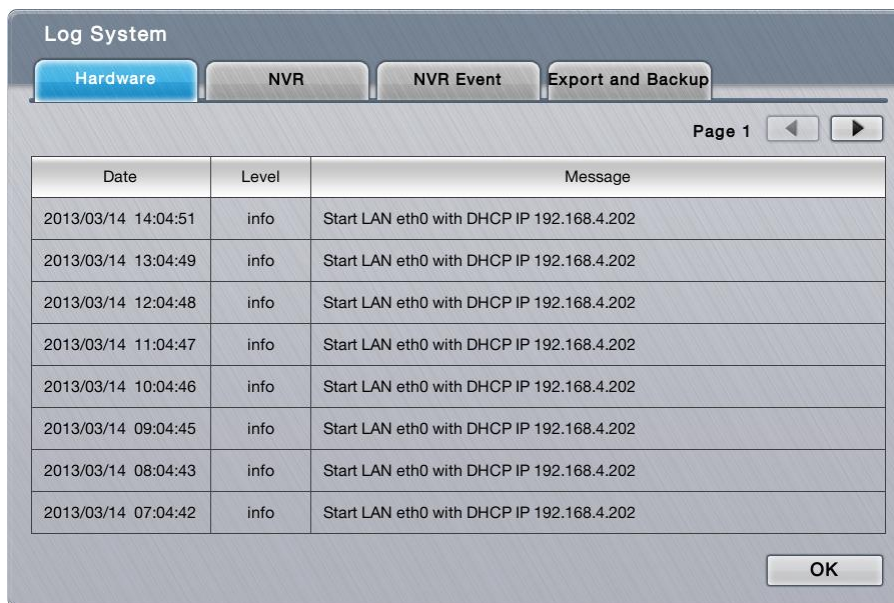 Log System
Hardware NVR NVR Event Export and Backup
Page 1
Date Level Message
2013/03/14 14:04:51 info Start LAN eth0 with DHCP IP 192.168.4.202
2013/03/14 13:04:49 info Start LAN eth0 with DHCP IP 192.168.4.202
2013/03/14 12:04:48 info Start LAN eth0 with DHCP IP 192.168.4.202
2013/03/14 11:04:47 info Start LAN eth0 with DHCP IP 192.168.4.202
2013/03/14 10:04:46 info Start LAN eth0 with DHCP IP 192.168.4.202
2013/03/14 09:04:45 info Start LAN eth0 with DHCP IP 192.168.4.202
2013/03/14 08:04:43 info Start LAN eth0 with DHCP IP 192.168.4.202
2013/03/14 07:04:42 info Start LAN eth0 with DHCP IP 192.168.4.202
OK